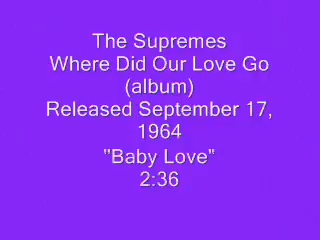 The Supremes
Where Did Our Love Go
(album)
Released September 17,
1964
"Baby Love"
2:36